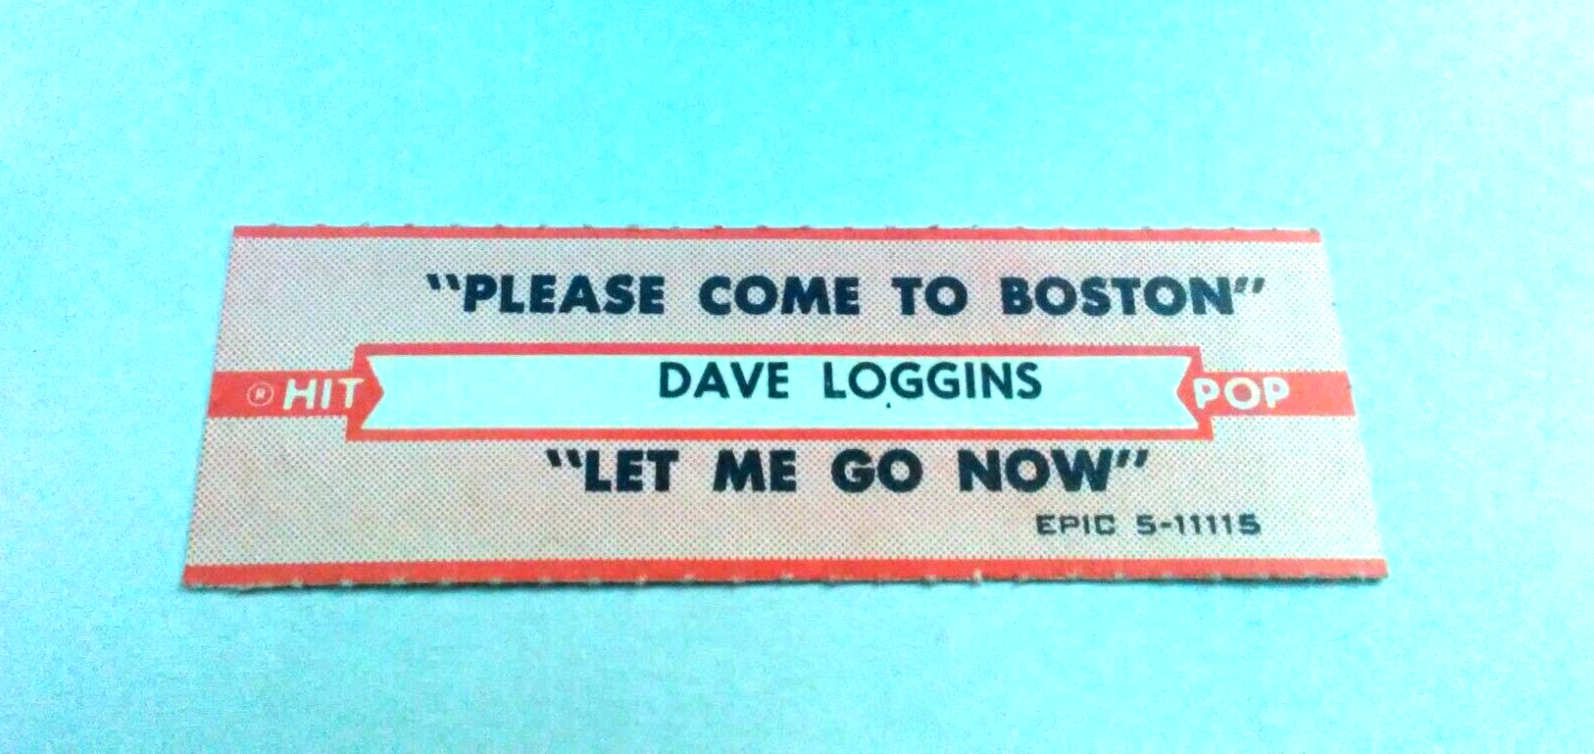 "PLEASE COME TO BOSTON"
® HIT DAVE LOGGINS POP
"LET ME GO NOW"
EPIC 5-11115